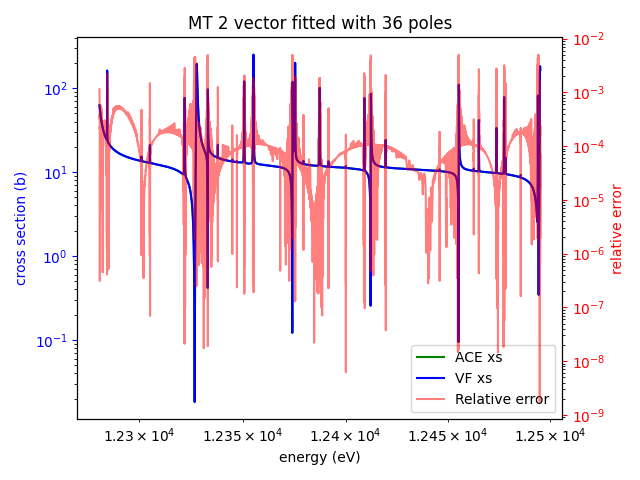 MT 2 vector fitted with 36 poles
cross section (b)
10²
10¹
10⁰
10⁻¹
10⁻²
10⁻³
10⁻⁴
10⁻⁵
10⁻⁶
10⁻⁷
10⁻⁸
10⁻⁹
relative error
ACE xs
VF xs
Relative error
1.23 × 10⁴
1.235 × 10⁴
1.24 × 10⁴
1.245 × 10⁴
1.25 × 10⁴
energy (eV)